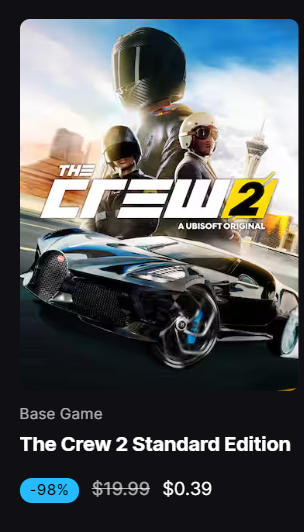 THE
CREW 2
A UBISOFT ORIGINAL
Base Game
The Crew 2 Standard Edition
-98% $19.99 $0.39